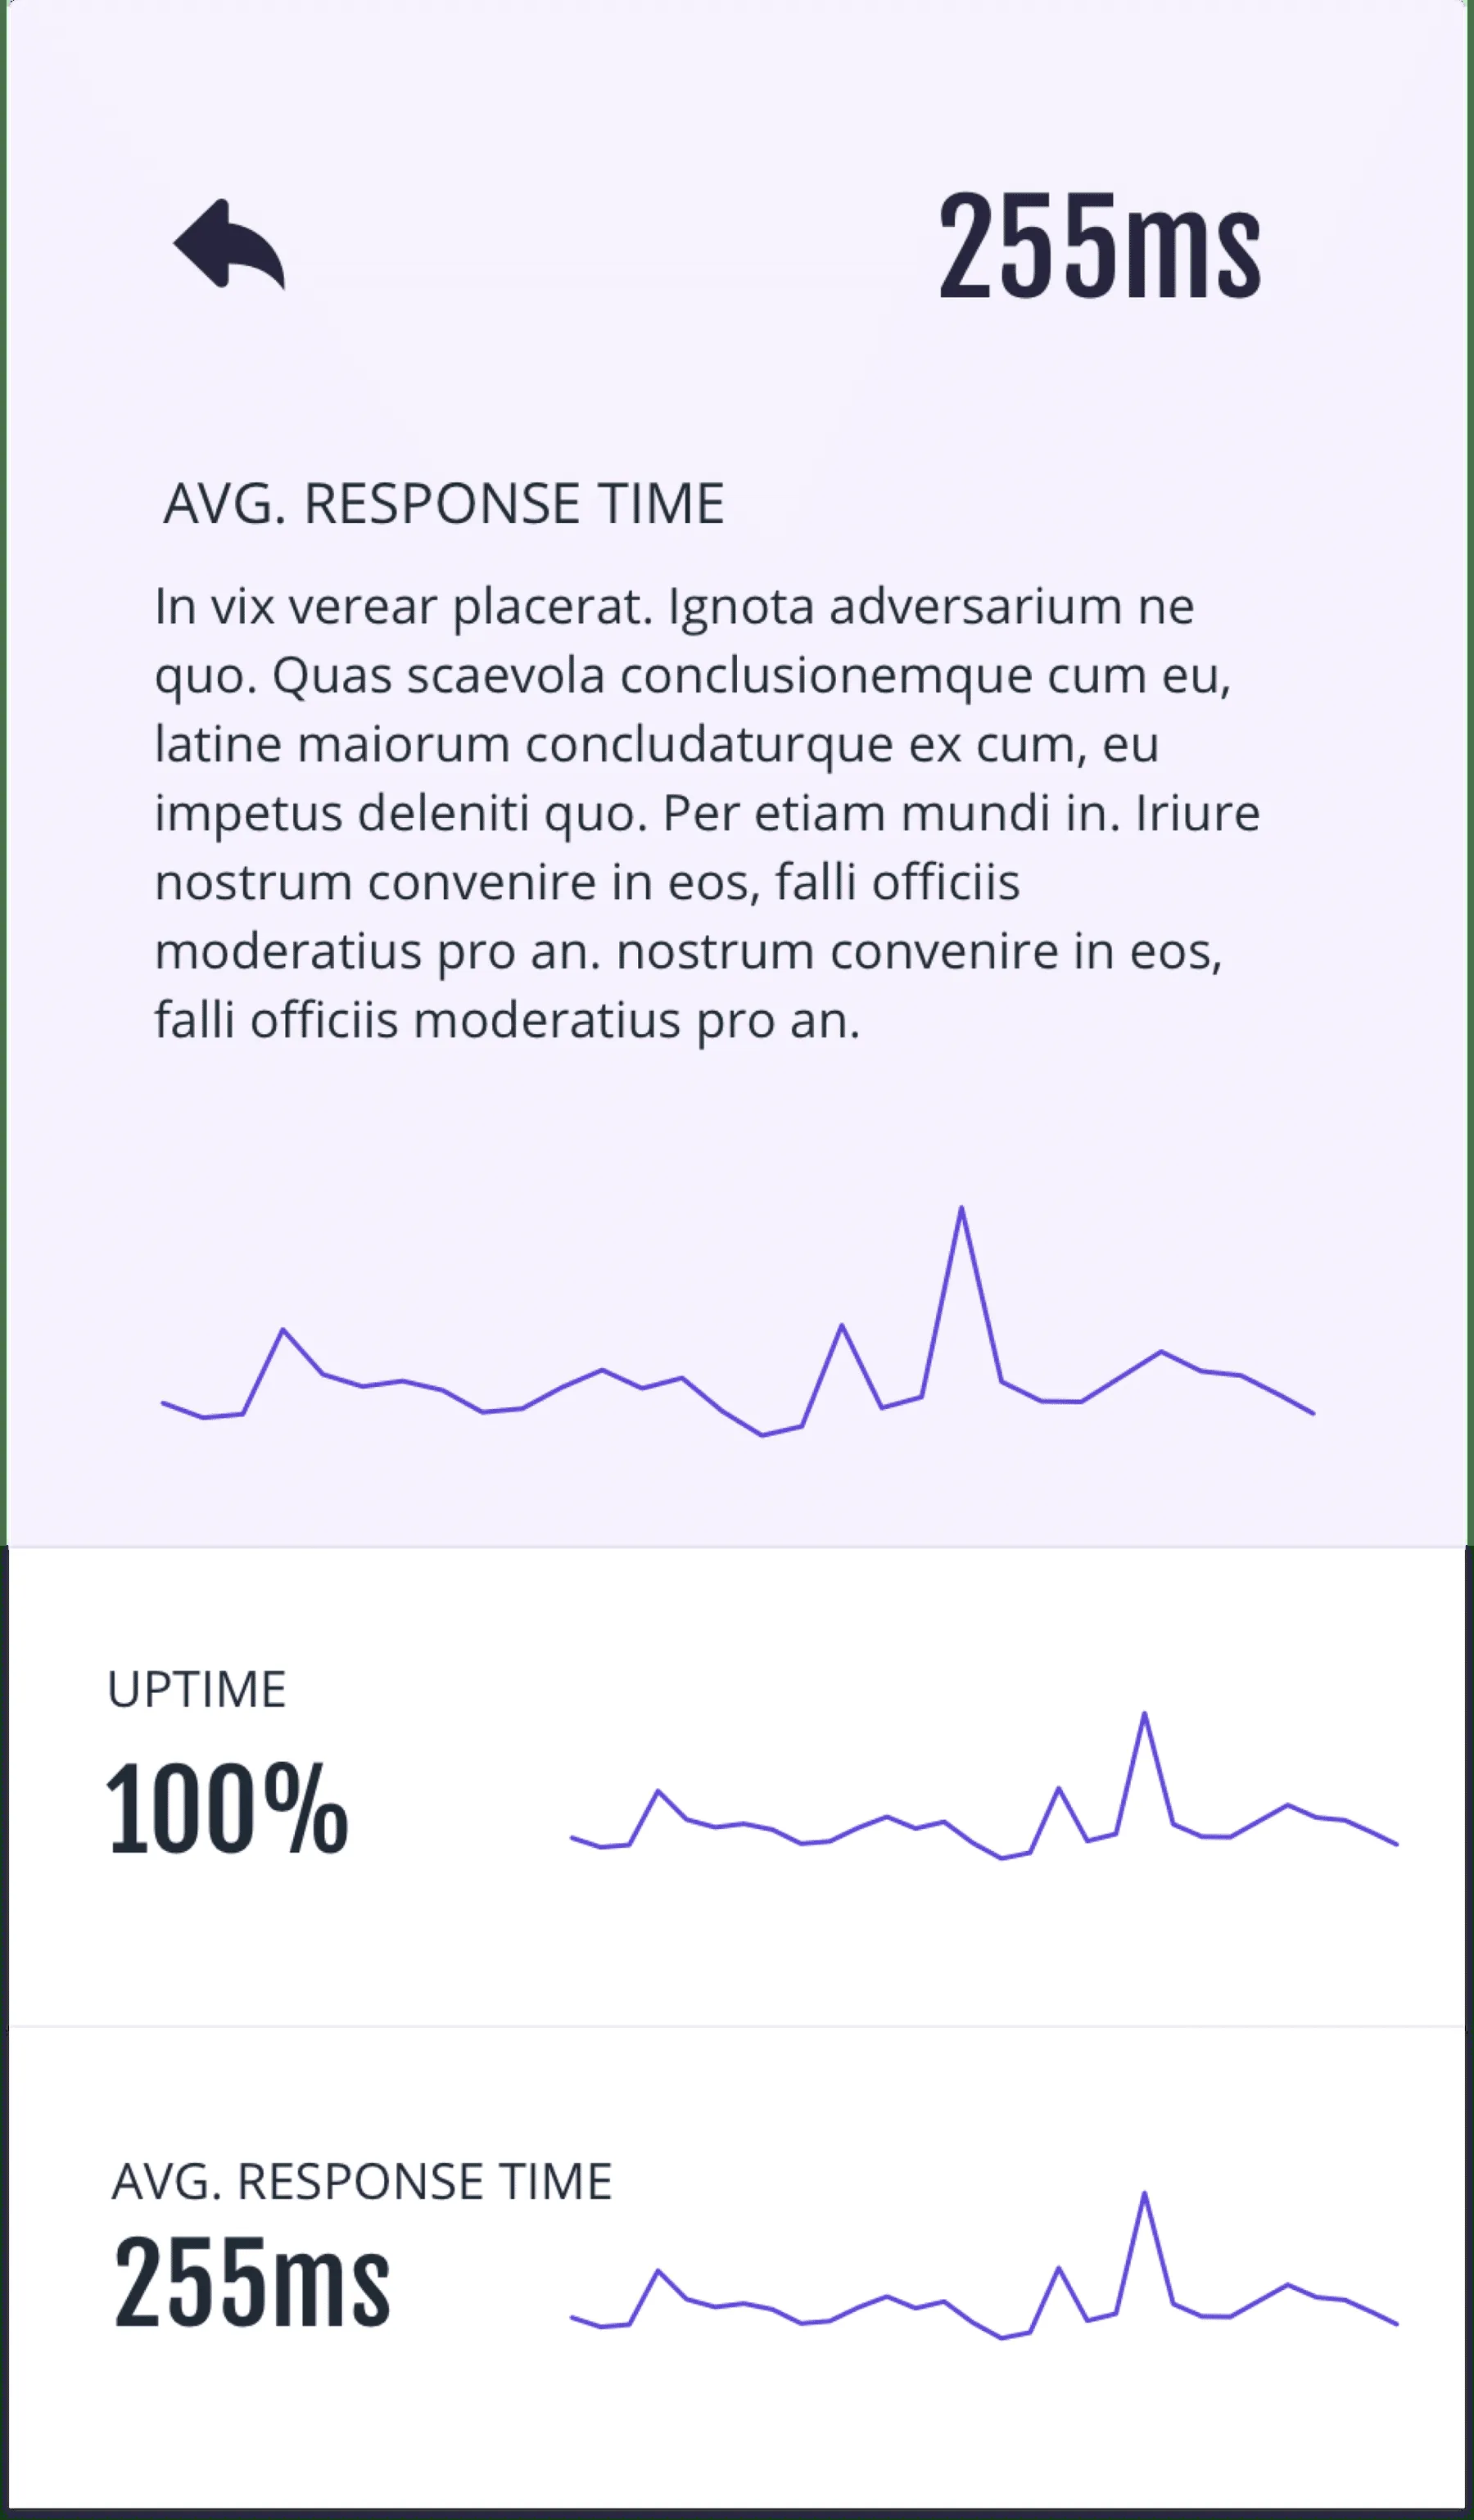 255ms
AVG. RESPONSE TIME
In vix verear placerat. Ignota adversarium ne
quo. Quas scaevola conclusionemque cum eu,
latine maiorum concludaturque ex cum, eu
impetus deleniti quo. Per etiam mundi in. Iriure
nostrum convenire in eos, falli officiis
moderatius pro an. nostrum convenire in eos,
falli officiis moderatius pro an.
UPTIME
100%
AVG. RESPONSE TIME
255ms